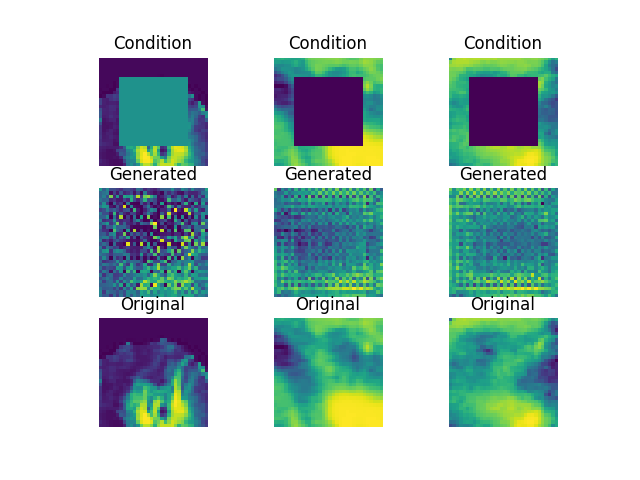 Condition Condition Condition
Generated Generated Generated
Original Original Original